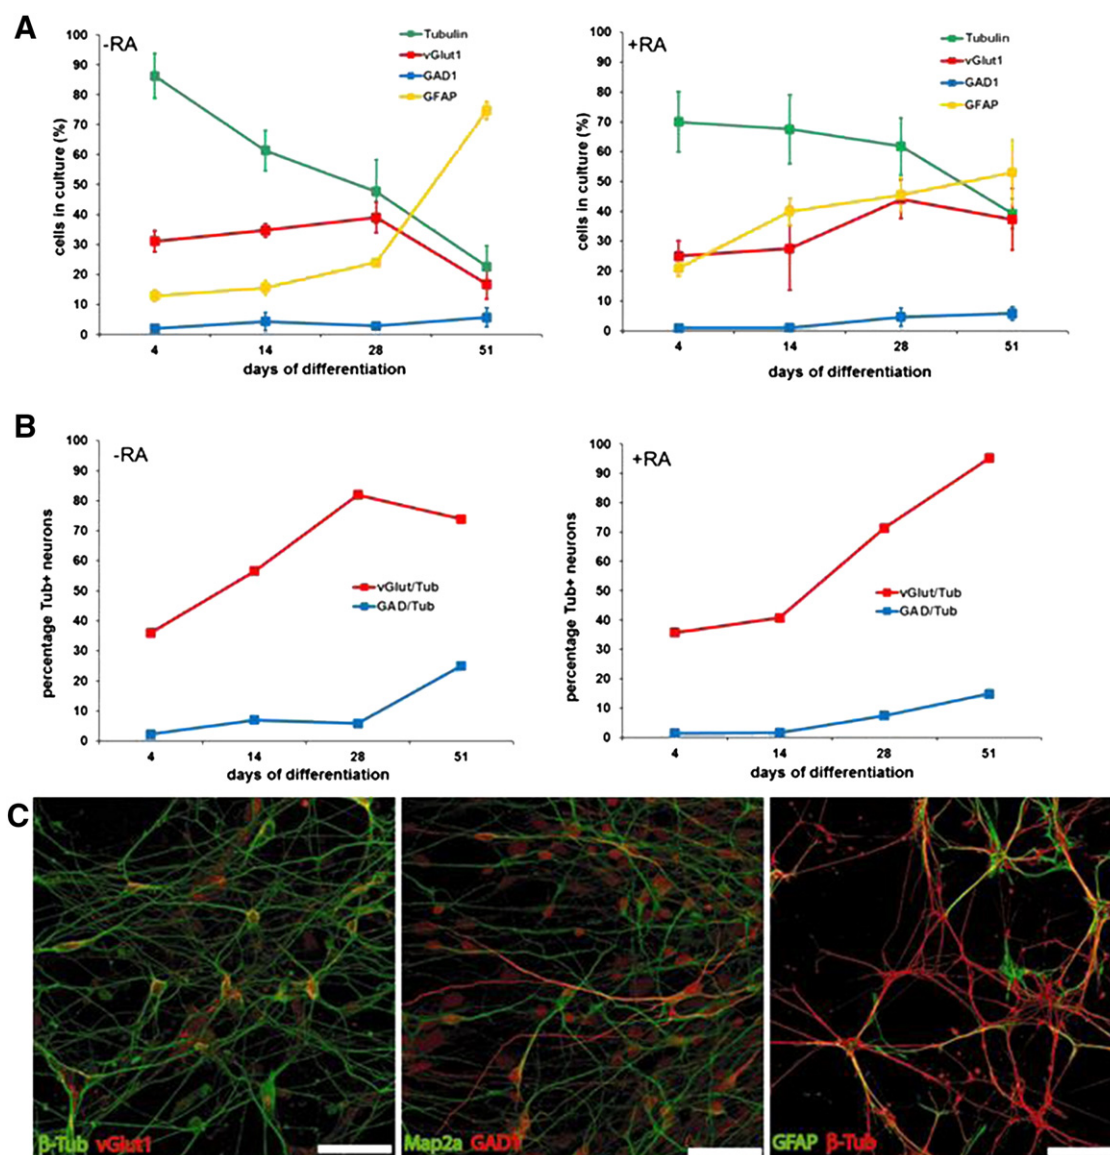 A
-RA
Tubulin
vGlut1
GAD1
GFAP
cells in culture (%)
100
90
80
70
60
50
40
30
20
10
0
4 14 28 51
days of differentiation
+RA
Tubulin
vGlut1
GAD1
GFAP
cells in culture (%)
100
90
80
70
60
50
40
30
20
10
0
4 14 28 51
days of differentiation
B
-RA
vGlut/Tub
GAD/Tub
percentage Tub+ neurons
100
90
80
70
60
50
40
30
20
10
0
4 14 28 51
days of differentiation
+RA
vGlut/Tub
GAD/Tub
percentage Tub+ neurons
100
90
80
70
60
50
40
30
20
10
0
4 14 28 51
days of differentiation
C
β-Tub vGlut1
Map2a GAD1
GFAP β-Tub